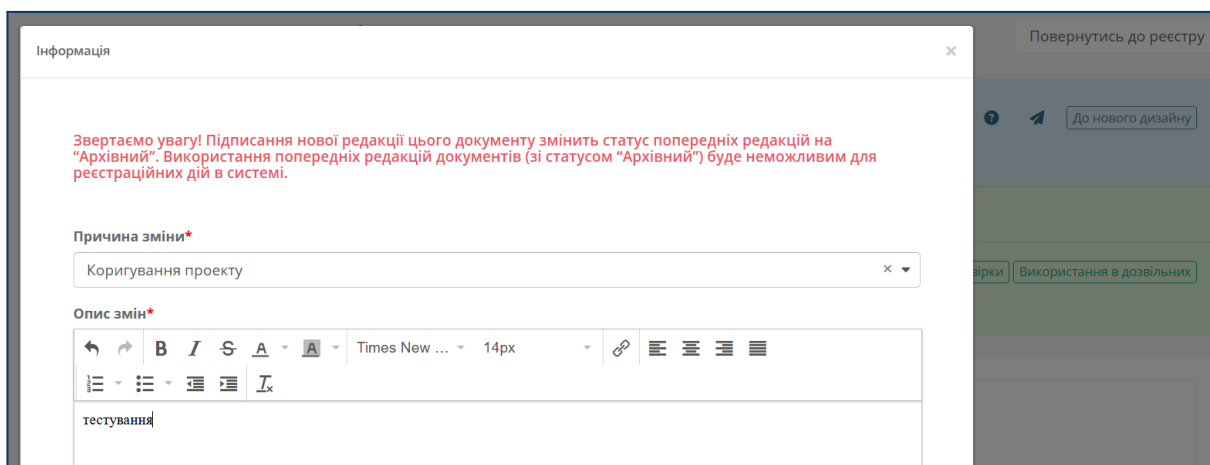 Інформація
×
Повернутись до реєстру
До нового дизайну
Звертаємо увагу! Підписання нової редакції цього документу змінить статус попередніх редакцій на
“Архівний”. Використання попередніх редакцій документів (зі статусом “Архівний”) буде неможливим для
реєстраційних дій в системі.
Причина зміни*
Коригування проекту
Використання в дозвільних
Опис змін*
B I S A A Times New ... 14px
тестування